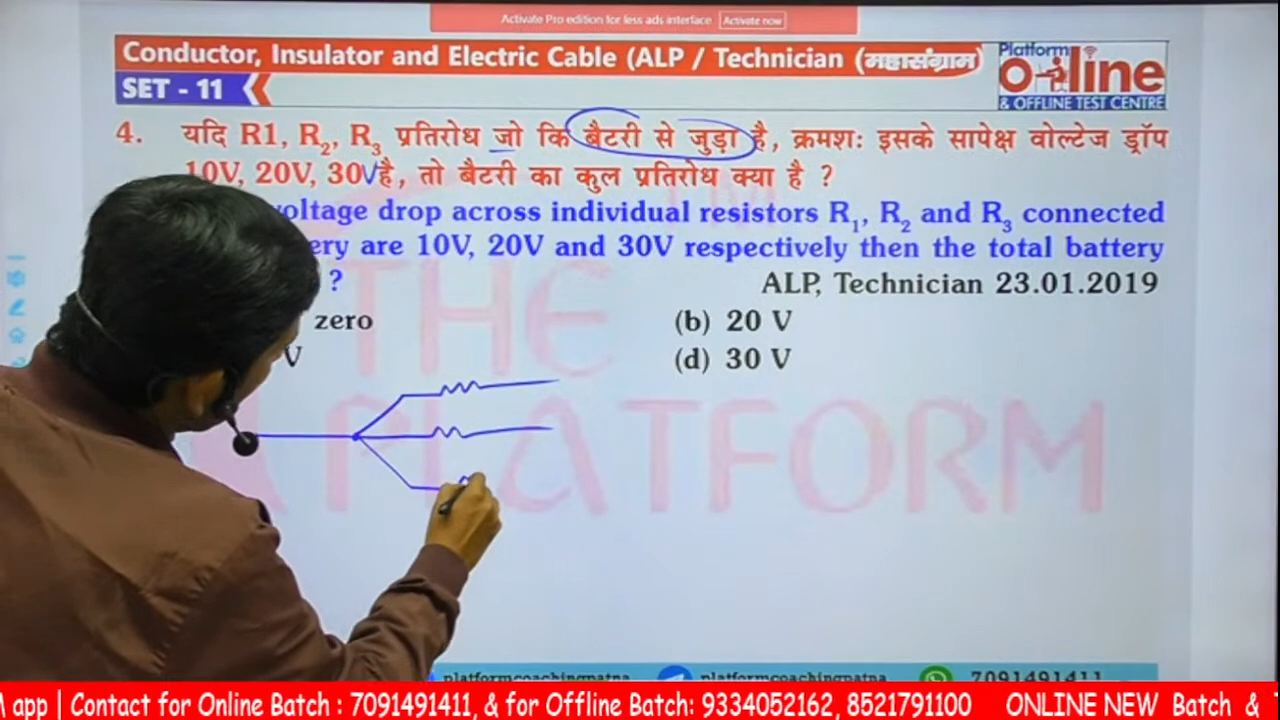 Activate Pro edition for less ads interface Activate now
Conductor, Insulator and Electric Cable (ALP / Technician (महासंग्राम)
Platform
online
& OFFLINE TEST CENTRE
SET - 11
4. यदि R1, R₂, R₃ प्रतिरोध जो कि बैटरी से जुड़ा है, क्रमशः इसके सापेक्ष वोल्टेज ड्रॉप
10V, 20V, 30V है, तो बैटरी का कुल प्रतिरोध क्या है ?
voltage drop across individual resistors R₁, R₂ and R₃ connected
ery are 10V, 20V and 30V respectively then the total battery
? ALP, Technician 23.01.2019
zero (b) 20 V
V (d) 30 V
THE
PLATFORM
platformcoachingpatna platformcoachingpatna 7091491411
app | Contact for Online Batch : 7091491411, & for Offline Batch: 9334052162, 8521791100 ONLINE NEW Batch &